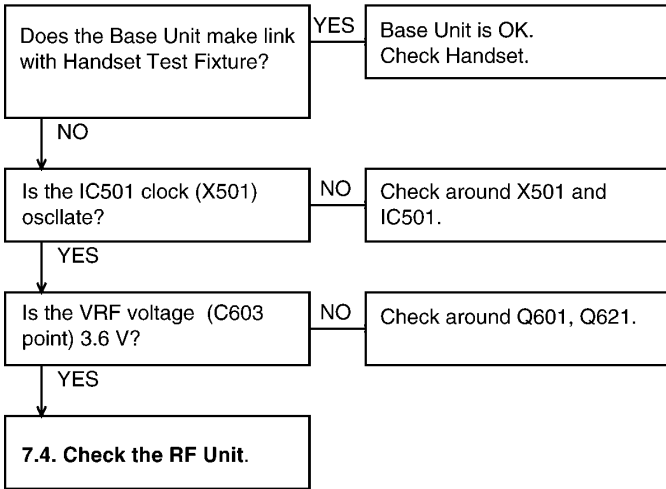 Does the Base Unit make link
with Handset Test Fixture?
YES
Base Unit is OK.
Check Handset.
NO
Is the IC501 clock (X501)
oscllate?
NO
Check around X501 and
IC501.
YES
Is the VRF voltage (C603
point) 3.6 V?
NO
Check around Q601, Q621.
YES
7.4. Check the RF Unit.